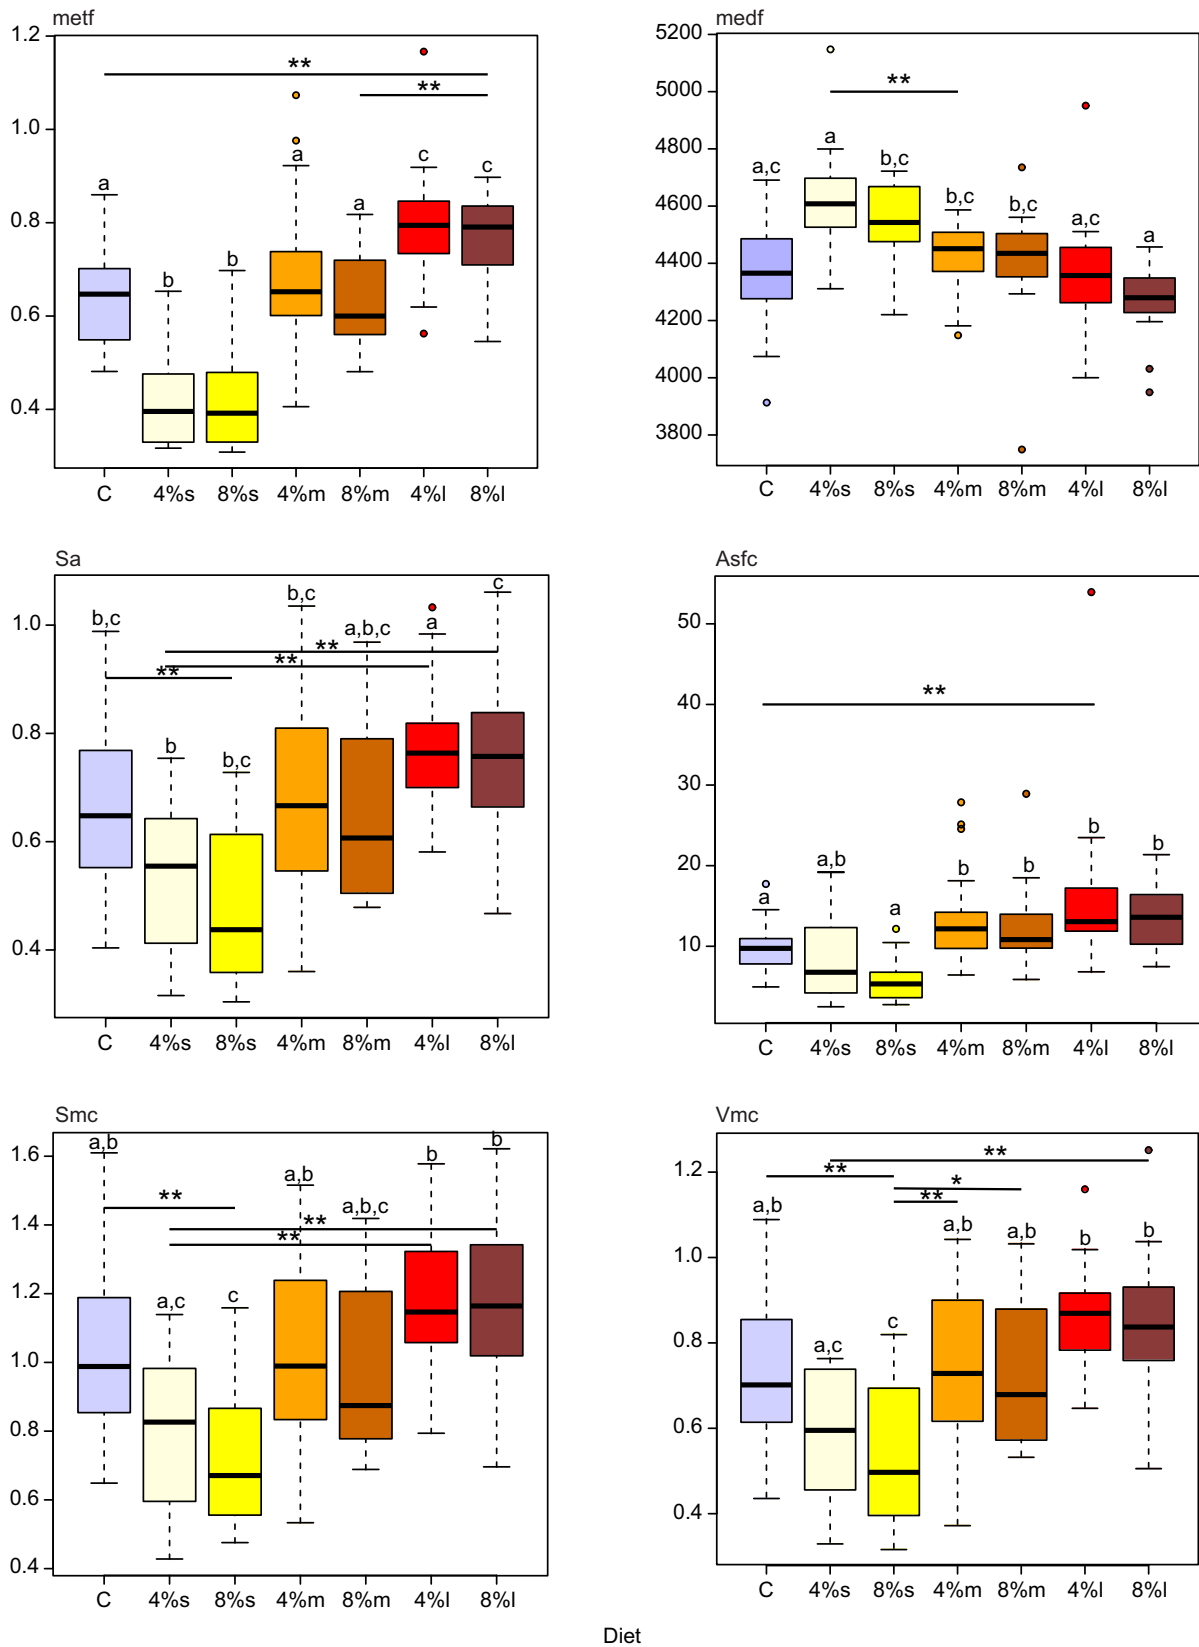 metf
1.2
1.0
0.8
0.6
0.4
**
**
a
b
b
a
a
c
c
C 4%s 8%s 4%m 8%m 4%l 8%l
medf
5200
5000
4800
4600
4400
4200
4000
3800
**
a,c
a
b,c
b,c
b,c
a,c
a
C 4%s 8%s 4%m 8%m 4%l 8%l
Sa
1.0
0.8
0.6
0.4
**
**
**
b,c
b
b,c
b,c
a,b,c
a
c
C 4%s 8%s 4%m 8%m 4%l 8%l
Asfc
50
40
30
20
10
**
a
a,b
a
b
b
b
b
C 4%s 8%s 4%m 8%m 4%l 8%l
Smc
1.6
1.4
1.2
1.0
0.8
0.6
0.4
**
**
**
a,b
a,c
c
a,b
a,b,c
b
b
C 4%s 8%s 4%m 8%m 4%l 8%l
Vmc
1.2
1.0
0.8
0.6
0.4
**
**
*
**
a,b
a,c
c
a,b
a,b
b
b
C 4%s 8%s 4%m 8%m 4%l 8%l
Diet